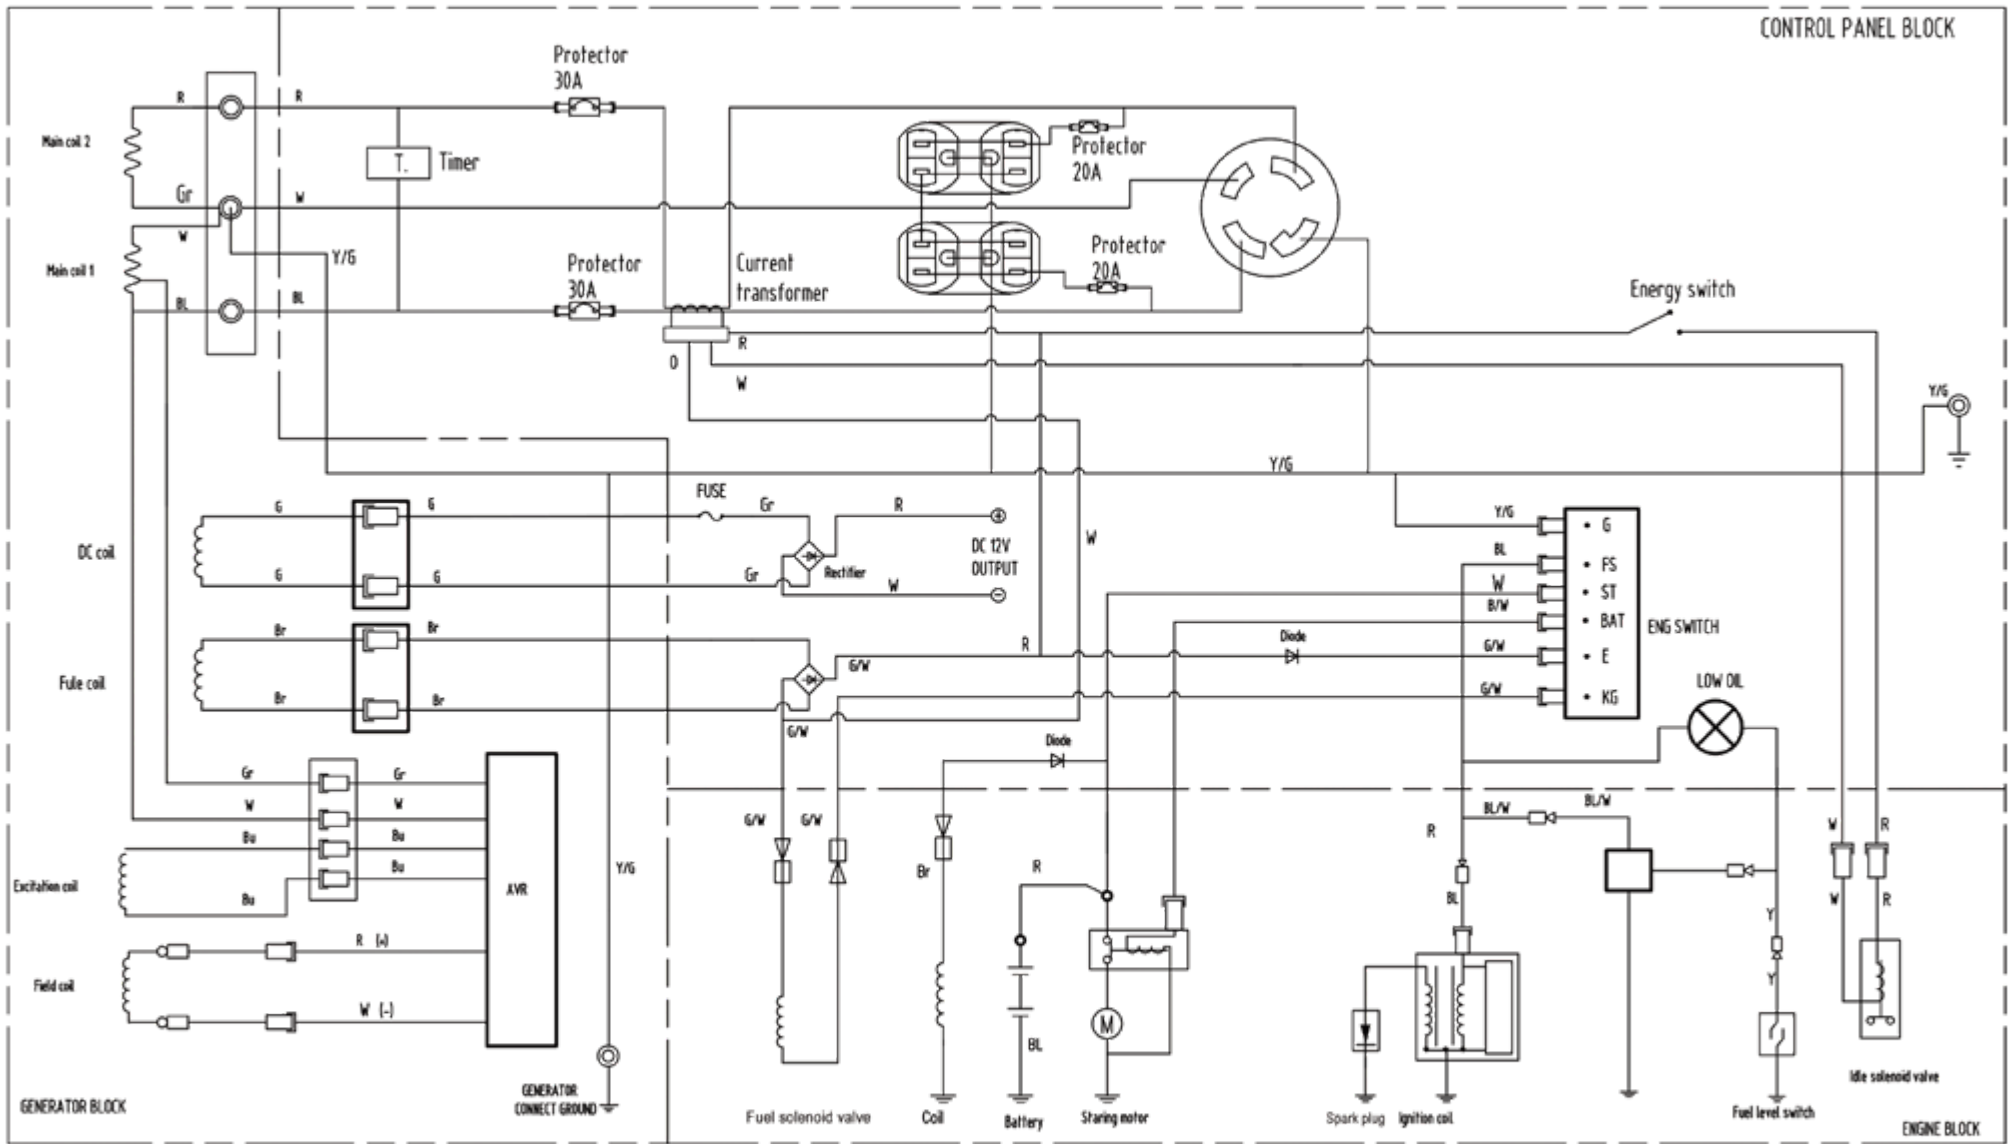 CONTROL PANEL BLOCK
Protector
30A
R
R
Main coil 2
T.
Timer
Protector
20A
Gr
W
W
Y/G
Main coil 1
Protector
30A
Current
transformer
Protector
20A
Energy switch
BL
BL
R
O
W
Y/G
Y/G
FUSE
G
G
Gr
R
DC coil
DC 12V
OUTPUT
W
Rectifier
G
G
Gr
W
Y/G
G
BL
FS
W
ST
B/W
BAT
ENG SWITCH
Br
Br
R
Diode
G/W
E
G/W
Fule coil
Br
Br
G/W
KG
LOW OIL
G/W
Diode
Gr
Gr
W
W
Bu
Bu
Bu
Bu
Excitation coil
AVR
Y/G
G/W
G/W
Br
R
R
BL/W
BL/W
W
R
BL
W
R
Y
Y
R (+)
Field coil
W (-)
M
BL
GENERATOR BLOCK
GENERATOR
CONNECT GROUND
Fuel solenoid valve
Coil
Battery
Staring motor
Spark plug
Ignition coil
Fuel level switch
Idle solenoid valve
ENGINE BLOCK